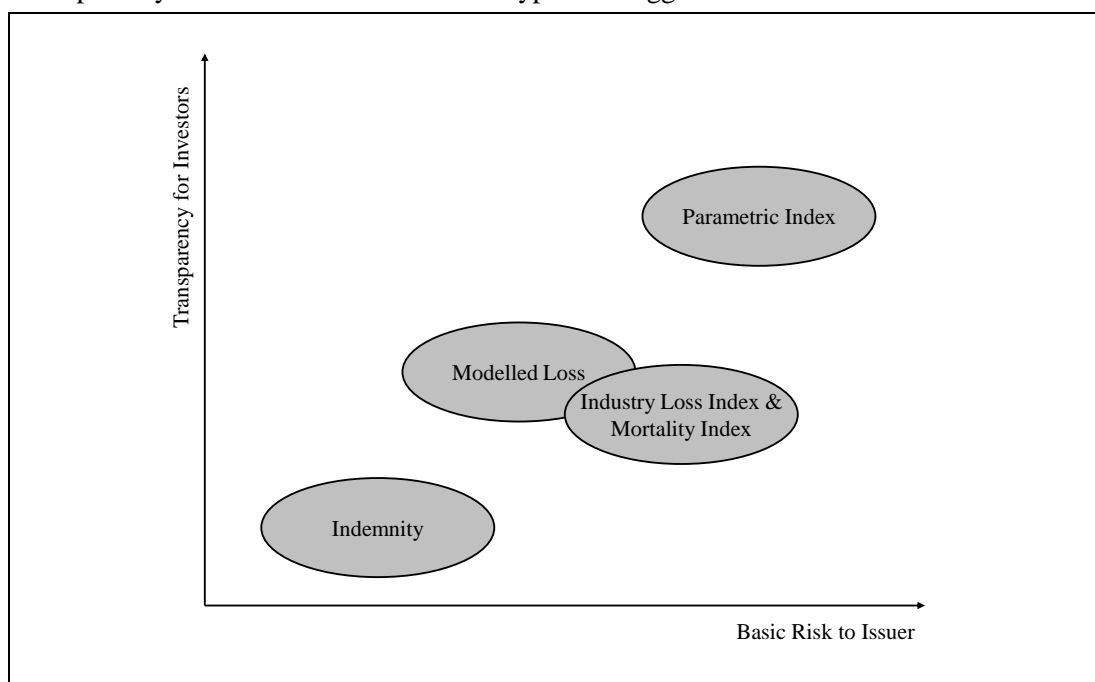 Transparency for Investors
Parametric Index
Modelled Loss
Industry Loss Index &
Mortality Index
Indemnity
Basic Risk to Issuer